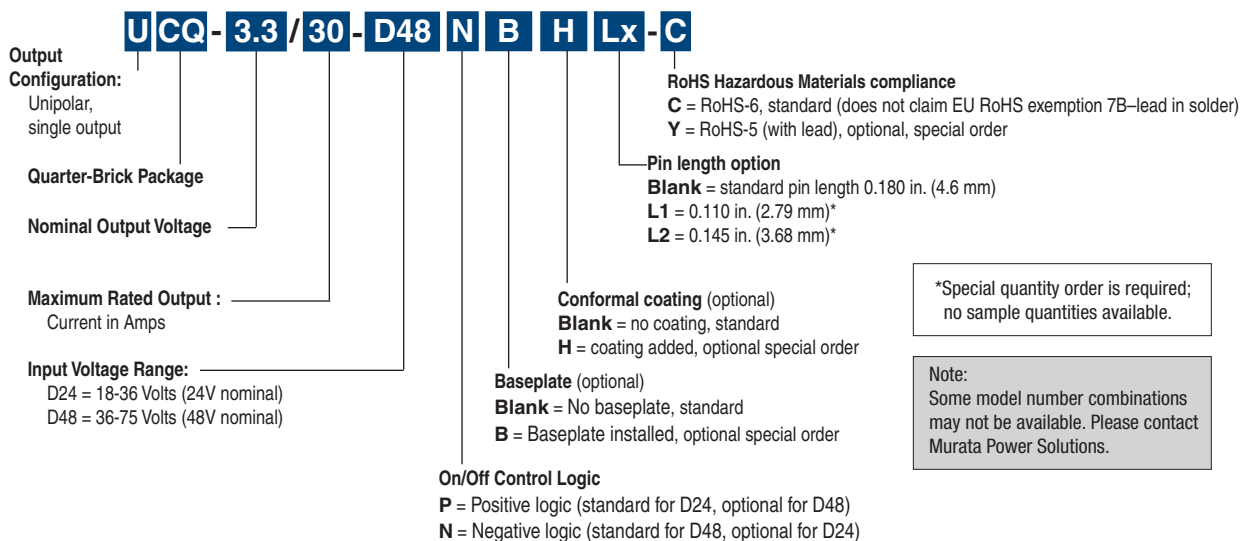 UCQ-3.3/30-D48NBHLx-C
Output
Configuration:
Unipolar,
single output
Quarter-Brick Package
Nominal Output Voltage
Maximum Rated Output :
Current in Amps
Input Voltage Range:
D24 = 18-36 Volts (24V nominal)
D48 = 36-75 Volts (48V nominal)
On/Off Control Logic
P = Positive logic (standard for D24, optional for D48)
N = Negative logic (standard for D48, optional for D24)
Baseplate (optional)
Blank = No baseplate, standard
B = Baseplate installed, optional special order
Conformal coating (optional)
Blank = no coating, standard
H = coating added, optional special order
Pin length option
Blank = standard pin length 0.180 in. (4.6 mm)
L1 = 0.110 in. (2.79 mm)*
L2 = 0.145 in. (3.68 mm)*
RoHS Hazardous Materials compliance
C = RoHS-6, standard (does not claim EU RoHS exemption 7B–lead in solder)
Y = RoHS-5 (with lead), optional, special order
*Special quantity order is required;
no sample quantities available.
Note:
Some model number combinations
may not be available. Please contact
Murata Power Solutions.